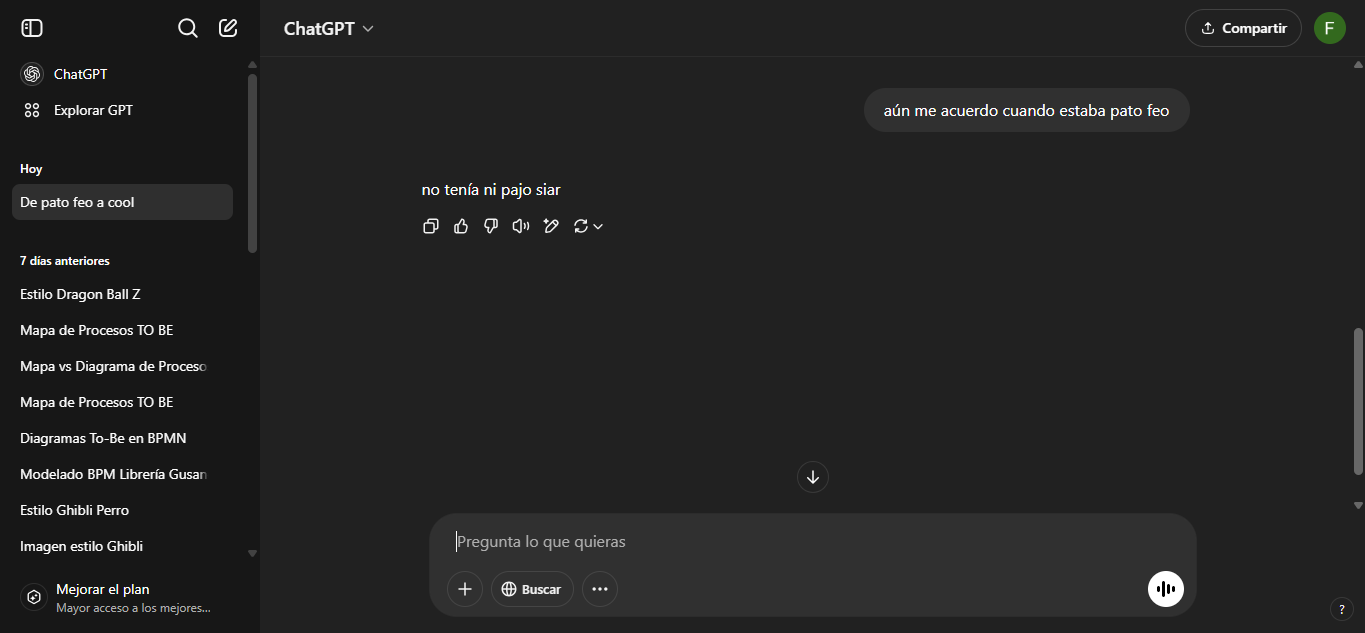 ChatGPT
Compartir
F
ChatGPT
Explorar GPT
Hoy
De pato feo a cool
7 días anteriores
Estilo Dragon Ball Z
Mapa de Procesos TO BE
Mapa vs Diagrama de Proceso
Mapa de Procesos TO BE
Diagramas To-Be en BPMN
Modelado BPM Librería Gusan
Estilo Ghibli Perro
Imagen estilo Ghibli
Mejorar el plan
Mayor acceso a los mejores...
aún me acuerdo cuando estaba pato feo
no tenía ni pajo siar
Pregunta lo que quieras
Buscar
?